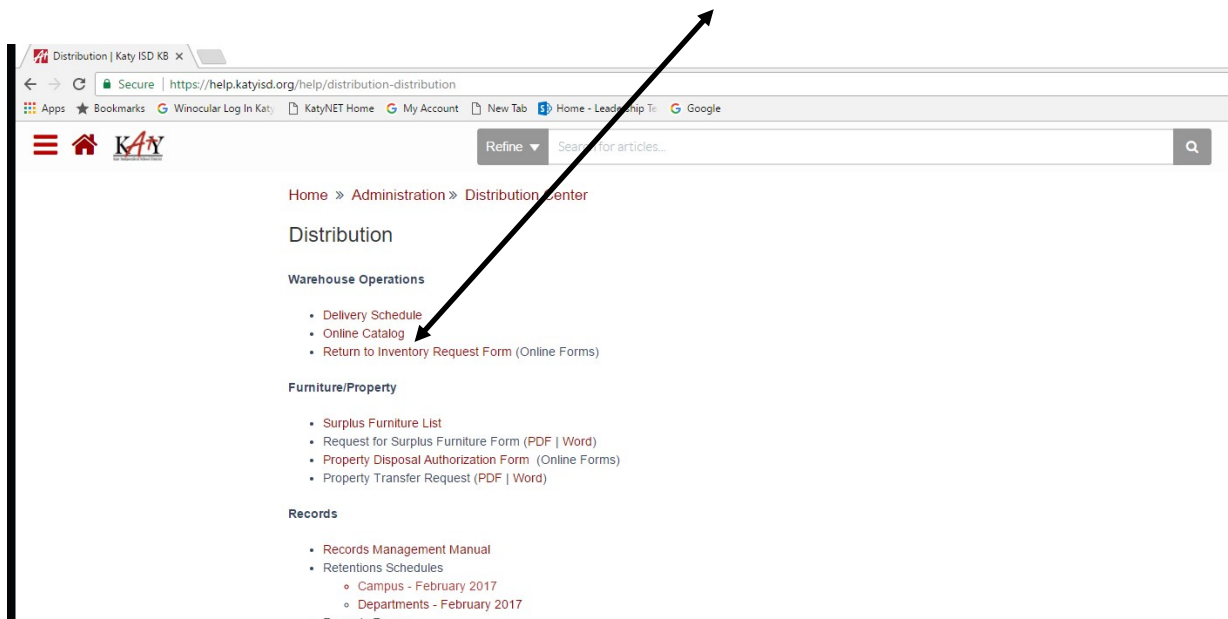 Distribution | Katy ISD KB
Secure | https://help.katyisd.org/help/distribution-distribution
Apps Bookmarks Winocular Log In Katy KatyNET Home My Account New Tab Home - Leadership Te Google
KATY Refine Search for articles...
Home » Administration » Distribution Center
Distribution
Warehouse Operations
• Delivery Schedule
• Online Catalog
• Return to Inventory Request Form (Online Forms)
Furniture/Property
• Surplus Furniture List
• Request for Surplus Furniture Form (PDF | Word)
• Property Disposal Authorization Form (Online Forms)
• Property Transfer Request (PDF | Word)
Records
• Records Management Manual
• Retentions Schedules
Campus - February 2017
Departments - February 2017